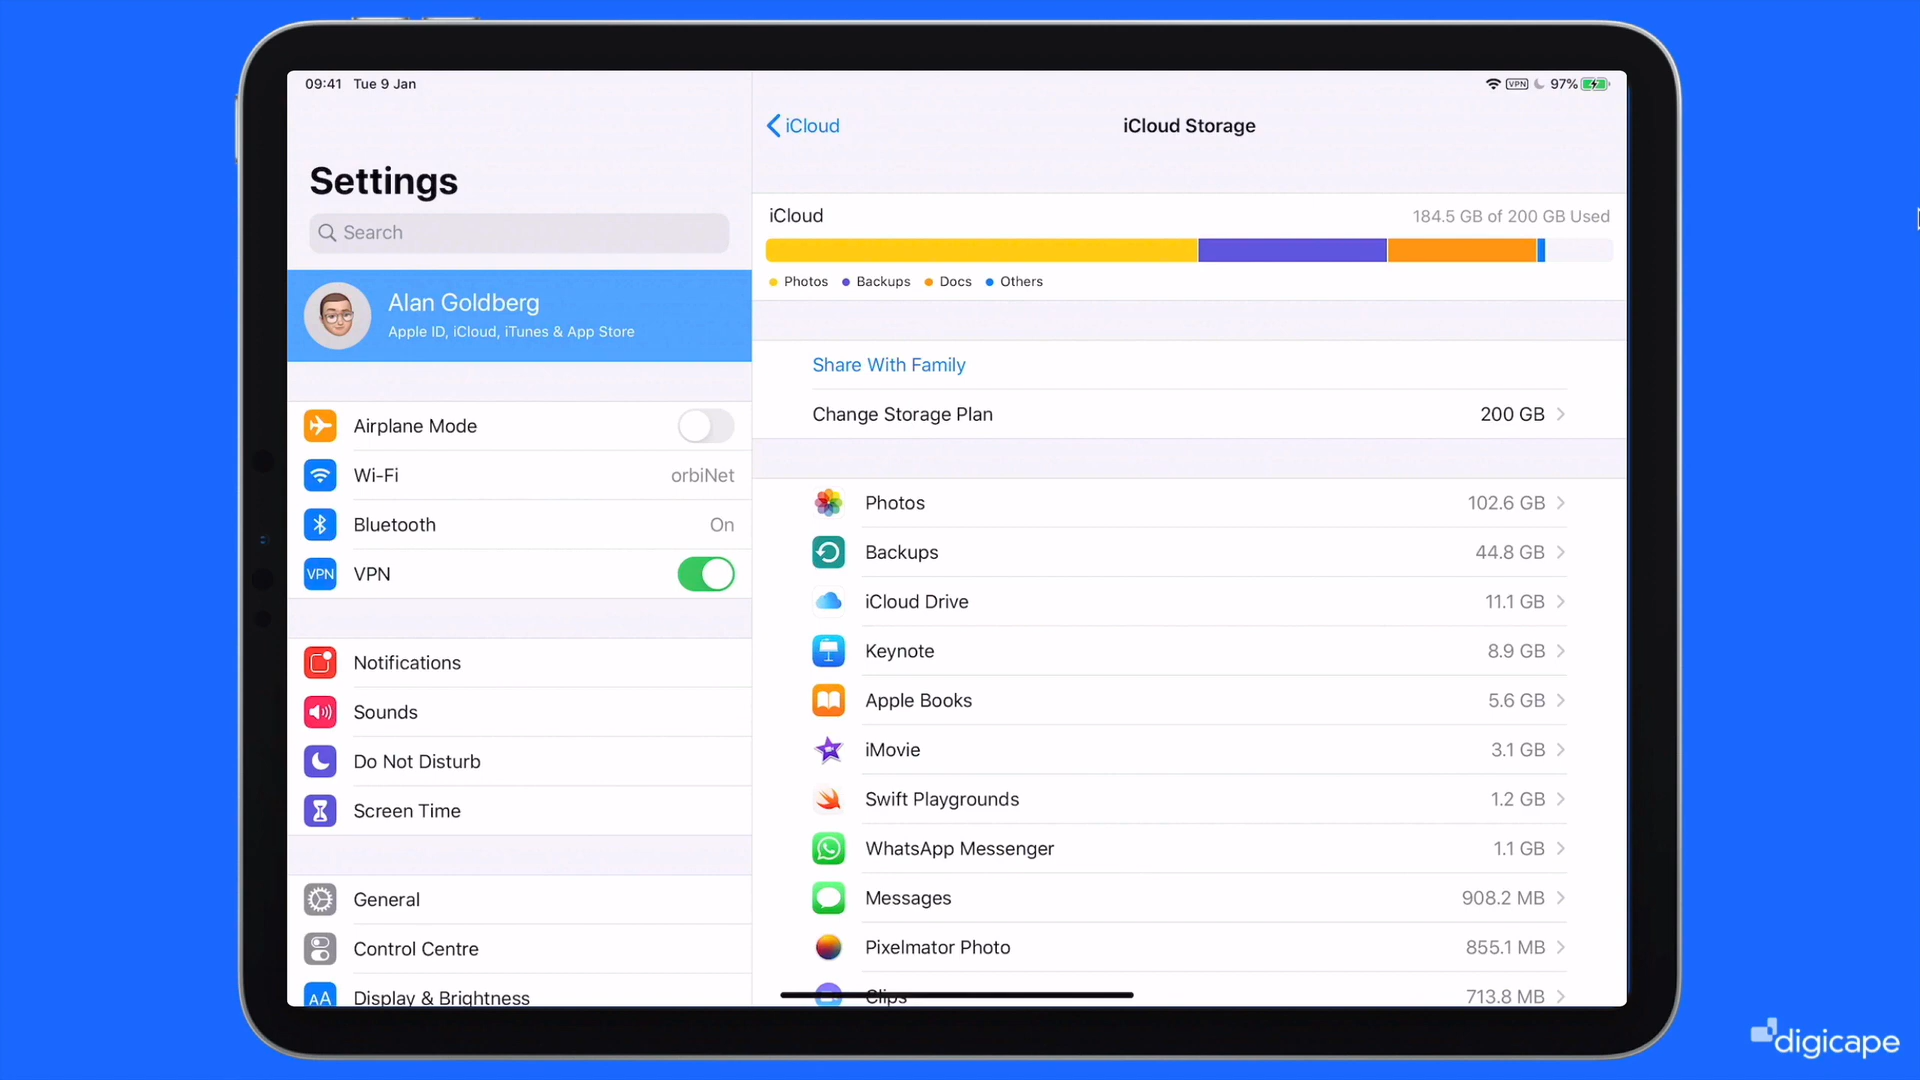 09:41 Tue 9 Jan
VPN 97%
Settings
Search
Alan Goldberg
Apple ID, iCloud, iTunes & App Store
Airplane Mode
Wi-Fi orbiNet
Bluetooth On
VPN VPN
Notifications
Sounds
Do Not Disturb
Screen Time
General
Control Centre
AA Display & Brightness
iCloud iCloud Storage
iCloud 184.5 GB of 200 GB Used
Photos Backups Docs Others
Share With Family
Change Storage Plan 200 GB
Photos 102.6 GB
Backups 44.8 GB
iCloud Drive 11.1 GB
Keynote 8.9 GB
Apple Books 5.6 GB
iMovie 3.1 GB
Swift Playgrounds 1.2 GB
WhatsApp Messenger 1.1 GB
Messages 908.2 MB
Pixelmator Photo 855.1 MB
Clips 713.8 MB
digicape